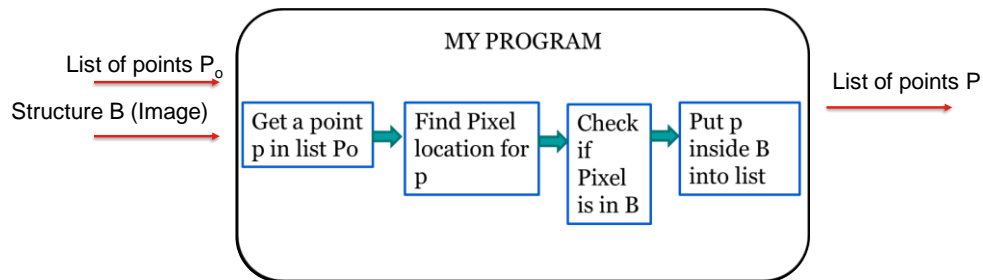 MY PROGRAM
List of points Po
Structure B (Image)
Get a point
p in list Po
Find Pixel
location for
p
Check
if
Pixel
is in B
Put p
inside B
into list
List of points P